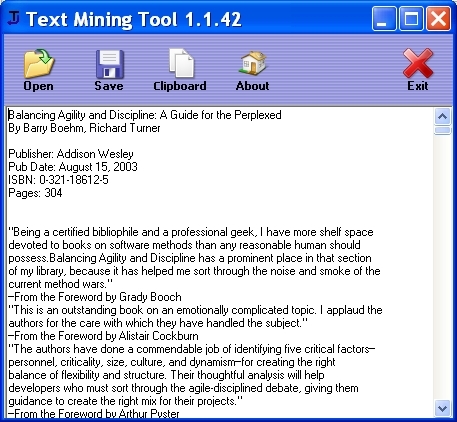 Text Mining Tool 1.1.42
Open Save Clipboard About Exit
Balancing Agility and Discipline: A Guide for the Perplexed
By Barry Boehm, Richard Turner
Publisher: Addison Wesley
Pub Date: August 15, 2003
ISBN: 0-321-18612-5
Pages: 304
"Being a certified bibliophile and a professional geek, I have more shelf space
devoted to books on software methods than any reasonable human should
possess.Balancing Agility and Discipline has a prominent place in that section
of my library, because it has helped me sort through the noise and smoke of the
current method wars."
–From the Foreword by Grady Booch
"This is an outstanding book on an emotionally complicated topic. I applaud the
authors for the care with which they have handled the subject."
–From the Foreword by Alistair Cockburn
"The authors have done a commendable job of identifying five critical factors–
personnel, criticality, size, culture, and dynamism–for creating the right
balance of flexibility and structure. Their thoughtful analysis will help
developers who must sort through the agile-disciplined debate, giving them
guidance to create the right mix for their projects."
–From the Foreword by Arthur Pyster